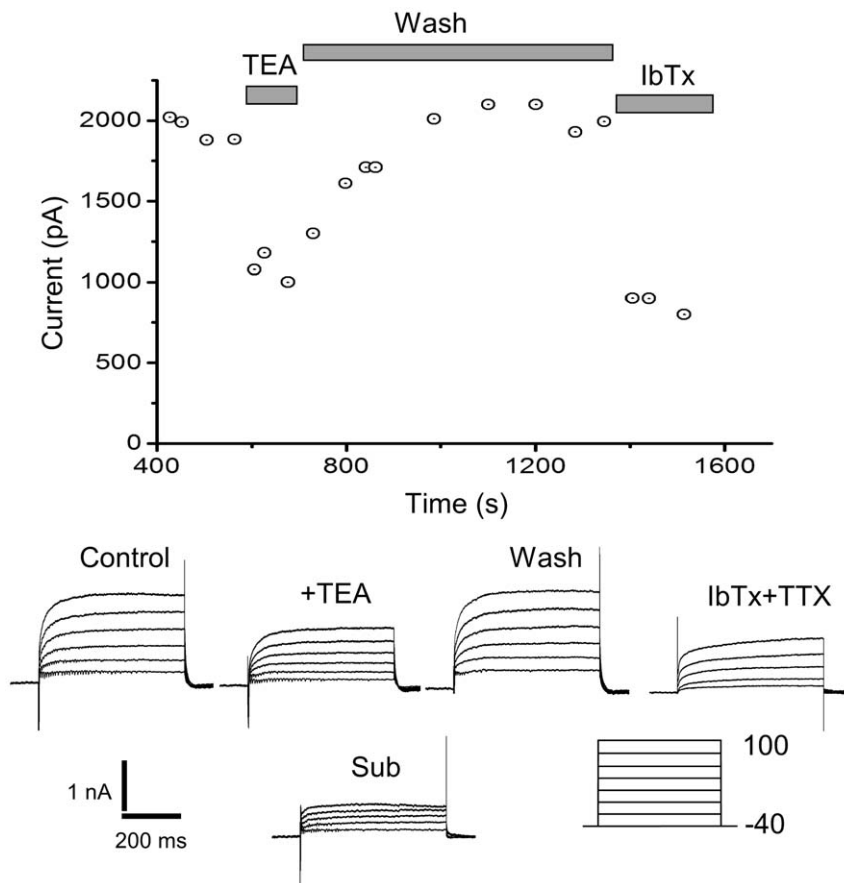 Wash
TEA
IbTx
2000
1500
1000
500
0
Current (pA)
400
800
1200
1600
Time (s)
Control
+TEA
Wash
IbTx+TTX
1 nA
200 ms
Sub
100
-40